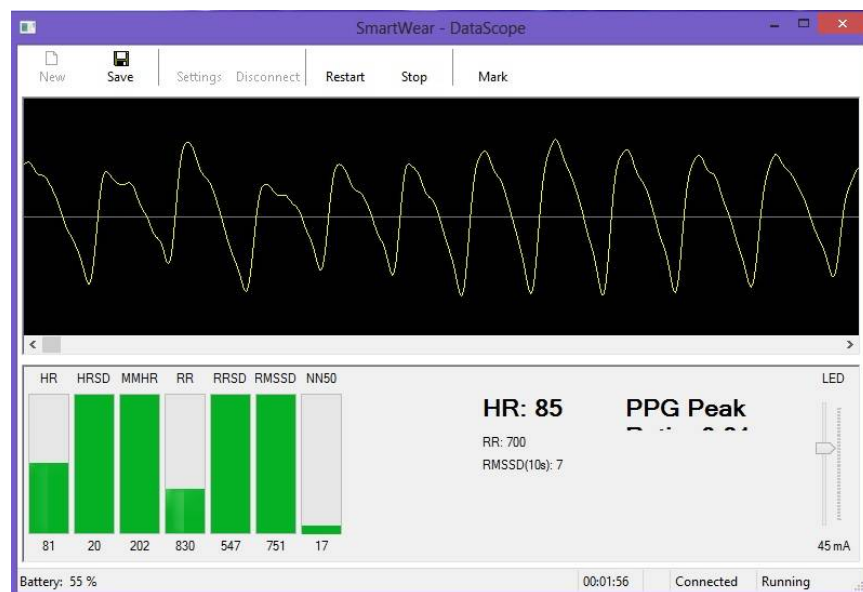 SmartWear - DataScope
New Save Settings Disconnect Restart Stop Mark
HR HRSD MMHR RR RRSD RMSSD NN50
81 20 202 830 547 751 17
HR: 85
RR: 700
RMSSD(10s): 7
PPG Peak
LED
45 mA
Battery: 55 % 00:01:56 Connected Running